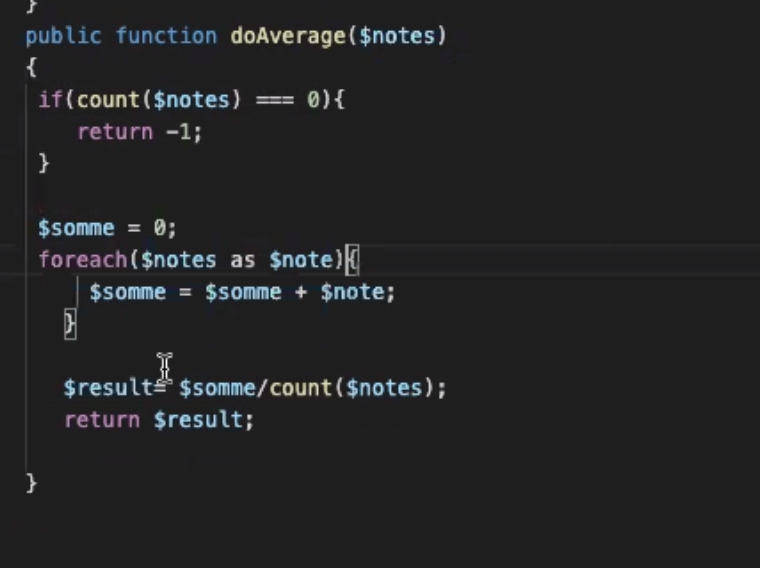 }
public function doAverage($notes)
{
if(count($notes) === 0){
return -1;
}
$somme = 0;
foreach($notes as $note){
$somme = $somme + $note;
}
$result= $somme/count($notes);
return $result;
}